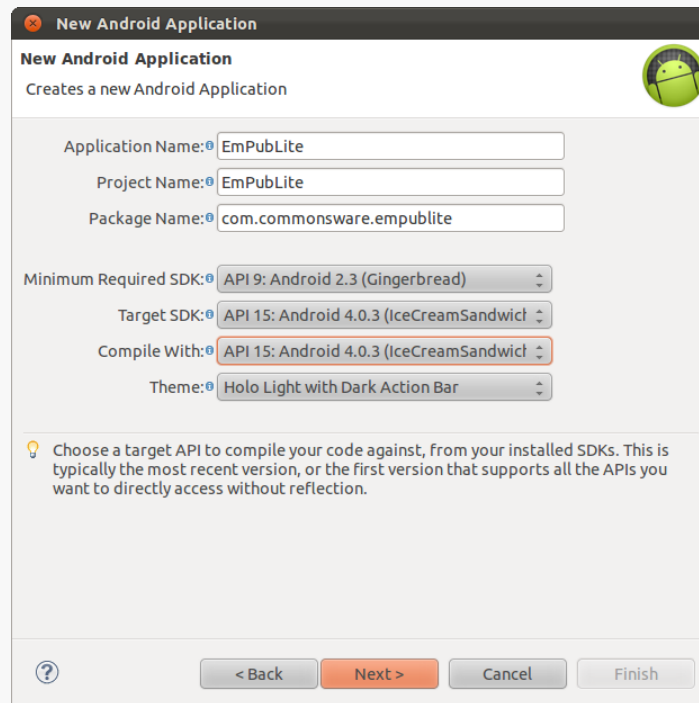 New Android Application
New Android Application
Creates a new Android Application
Application Name: EmPubLite
Project Name: EmPubLite
Package Name: com.commonsware.empublite
Minimum Required SDK: API 9: Android 2.3 (Gingerbread)
Target SDK: API 15: Android 4.0.3 (IceCreamSandwich
Compile With: API 15: Android 4.0.3 (IceCreamSandwich
Theme: Holo Light with Dark Action Bar
Choose a target API to compile your code against, from your installed SDKs. This is
typically the most recent version, or the first version that supports all the APIs you
want to directly access without reflection.
? < Back Next > Cancel Finish